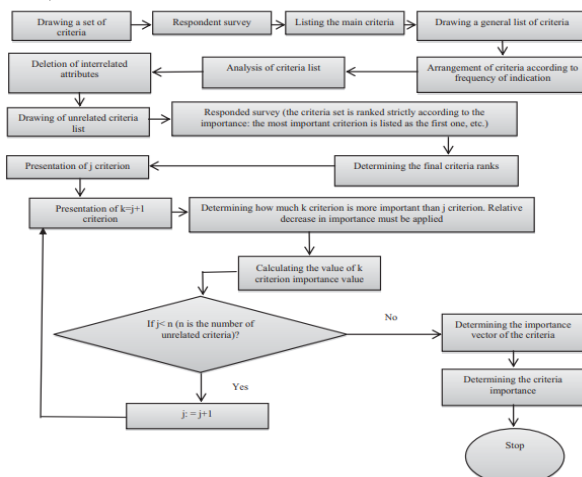 Drawing a set of
criteria
Respondent survey
Listing the main criteria
Drawing a general list of criteria
Deletion of interrelated
attributes
Analysis of criteria list
Arrangement of criteria according to
frequency of indication
Drawing of unrelated criteria
list
Responded survey (the criteria set is ranked strictly according to the
importance: the most important criterion is listed as the first one, etc.)
Presentation of j criterion
Determining the final criteria ranks
Presentation of k=j+1
criterion
Determining how much k criterion is more important than j criterion. Relative
decrease in importance must be applied
Calculating the value of k
criterion importance value
If j< n (n is the number of
unrelated criteria)?
No
Determining the importance
vector of the criteria
Yes
Determining the criteria
importance
j: = j+1
Stop